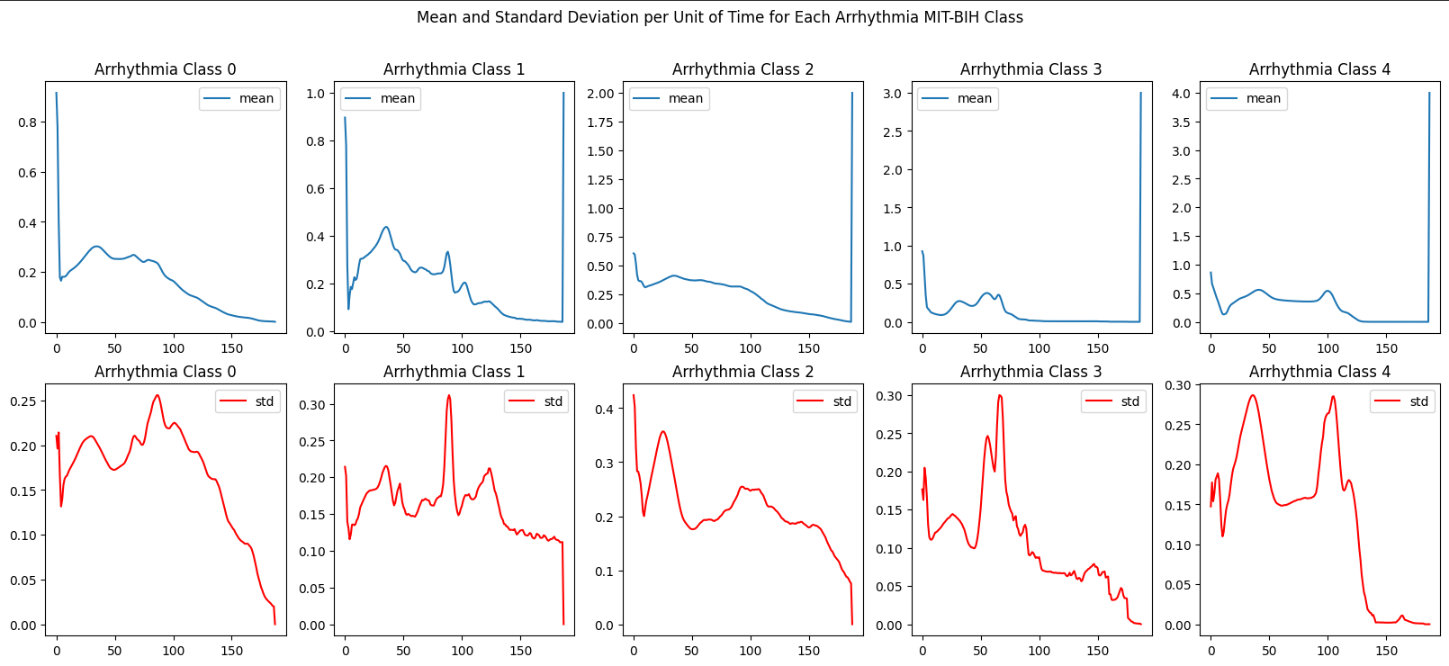 Mean and Standard Deviation per Unit of Time for Each Arrhythmia MIT-BIH Class
Arrhythmia Class 0
mean
0.8
0.6
0.4
0.2
0.0
0 50 100 150
Arrhythmia Class 1
mean
1.0
0.8
0.6
0.4
0.2
0.0
0 50 100 150
Arrhythmia Class 2
mean
2.00
1.75
1.50
1.25
1.00
0.75
0.50
0.25
0.00
0 50 100 150
Arrhythmia Class 3
mean
3.0
2.5
2.0
1.5
1.0
0.5
0.0
0 50 100 150
Arrhythmia Class 4
mean
4.0
3.5
3.0
2.5
2.0
1.5
1.0
0.5
0.0
0 50 100 150
Arrhythmia Class 0
std
0.25
0.20
0.15
0.10
0.05
0.00
0 50 100 150
Arrhythmia Class 1
std
0.30
0.25
0.20
0.15
0.10
0.05
0.00
0 50 100 150
Arrhythmia Class 2
std
0.4
0.3
0.2
0.1
0.0
0 50 100 150
Arrhythmia Class 3
std
0.30
0.25
0.20
0.15
0.10
0.05
0.00
0 50 100 150
Arrhythmia Class 4
std
0.30
0.25
0.20
0.15
0.10
0.05
0.00
0 50 100 150